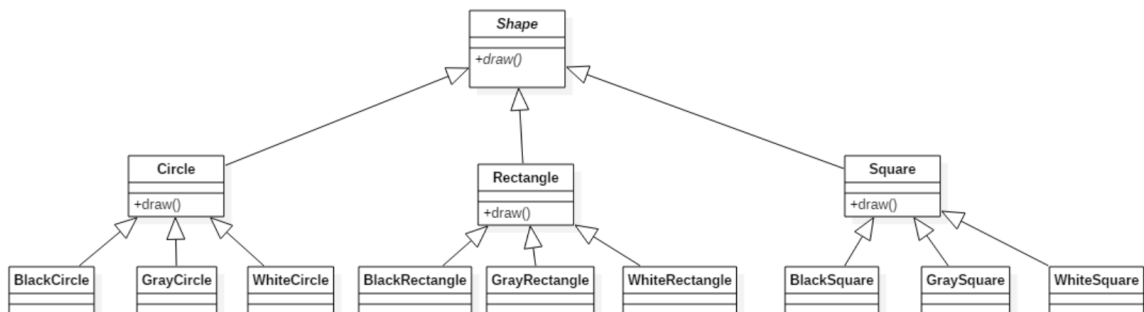 Shape
+draw()
Circle
+draw()
Rectangle
+draw()
Square
+draw()
BlackCircle
GrayCircle
WhiteCircle
BlackRectangle
GrayRectangle
WhiteRectangle
BlackSquare
GraySquare
WhiteSquare